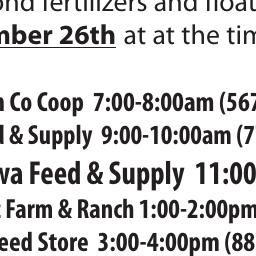 ond fertilizers and float
mber 26th at at the tim
n Co Coop 7:00-8:00am (567
d & Supply 9:00-10:00am (7
wa Feed & Supply 11:00
t Farm & Ranch 1:00-2:00pm
eed Store 3:00-4:00pm (88